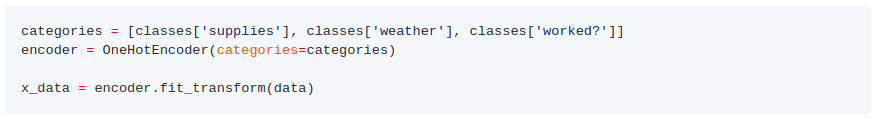 categories = [classes['supplies'], classes['weather'], classes['worked?']]
encoder = OneHotEncoder(categories=categories)
x_data = encoder.fit_transform(data)